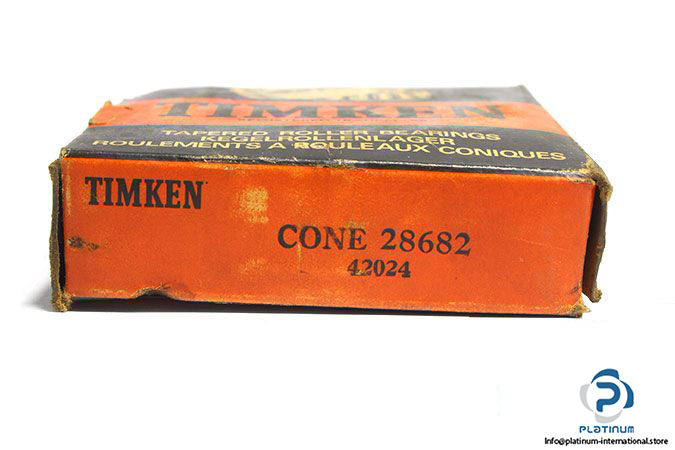 TIMKEN
TAPERED ROLLER BEARINGS
KEGELROLLENLAGER
ROULEMENTS A ROULEAUX CONIQUES
TIMKEN
CONE 28682
42024
PLATINUM
Info@platinum-international.store